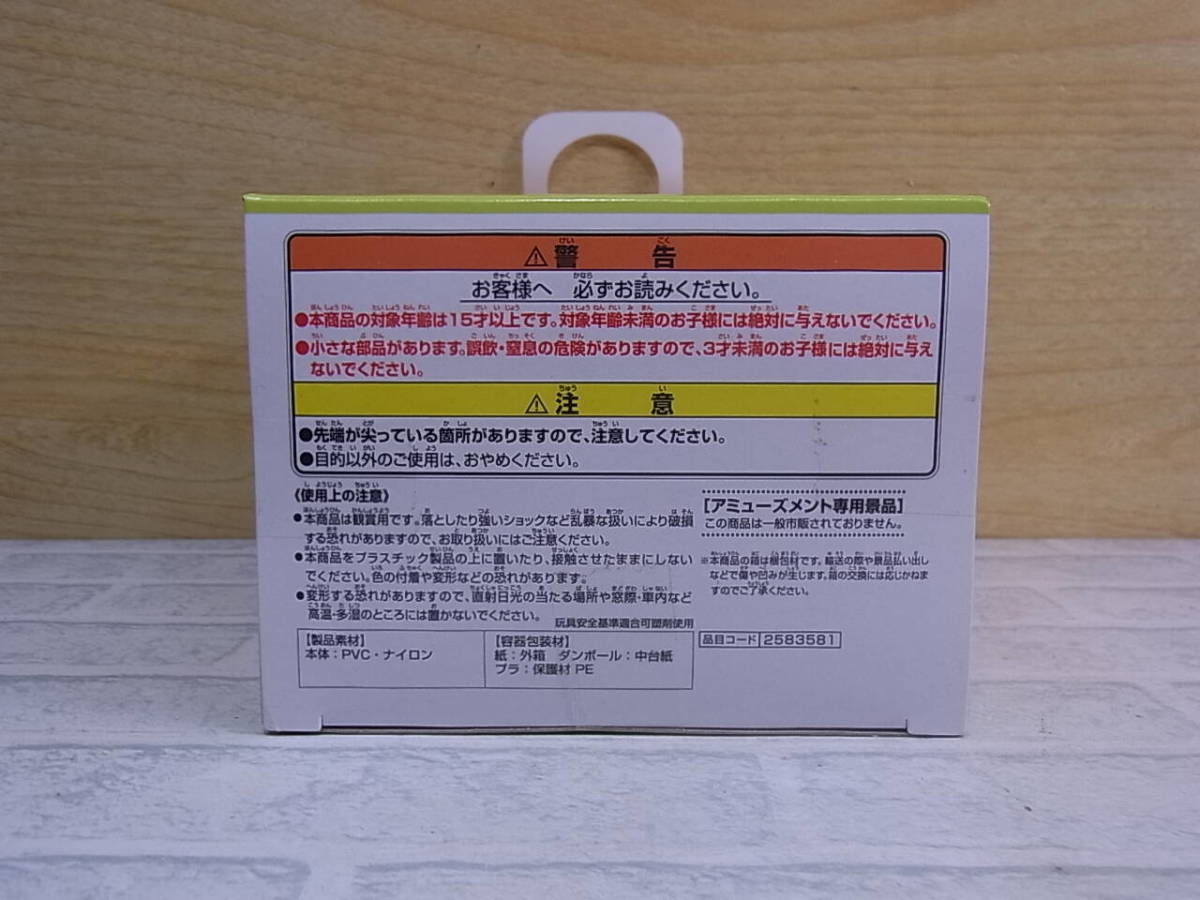 ⚠警告
お客様へ 必ずお読みください。
●本商品の対象年齢は15才以上です。対象年齢未満のお子様には絶対に与えないでください。
●小さな部品があります。誤飲・窒息の危険がありますので、3才未満のお子様には絶対に与え
ないでください。
⚠注意
●先端が尖っている箇所がありますので、注意してください。
●目的以外のご使用は、おやめください。
《使用上の注意》
●本商品は観賞用です。落としたり強いショックなど乱暴な扱いにより破損
する恐れがありますので、お取り扱いにはご注意ください。
●本商品をプラスチック製品の上に置いたり、接触させたままにしない
でください。色の付着や変形などの恐れがあります。
●変形する恐れがありますので、直射日光の当たる場所や窓際・車内など
高温・多湿のところには置かないでください。
玩具安全基準適合可塑剤使用
【製品素材】
本体：PVC・ナイロン
【容器包装材】
紙：外箱 ダンボール：中台紙
プラ：保護材 PE
【アミューズメント専用景品】
この商品は一般市販されておりません。
※本商品の箱は梱包材です。輸送の際や景品払い出し
などで傷や凹みが生じます。箱の交換には応じかねま
すのでご了承ください。
品目コード 2583581